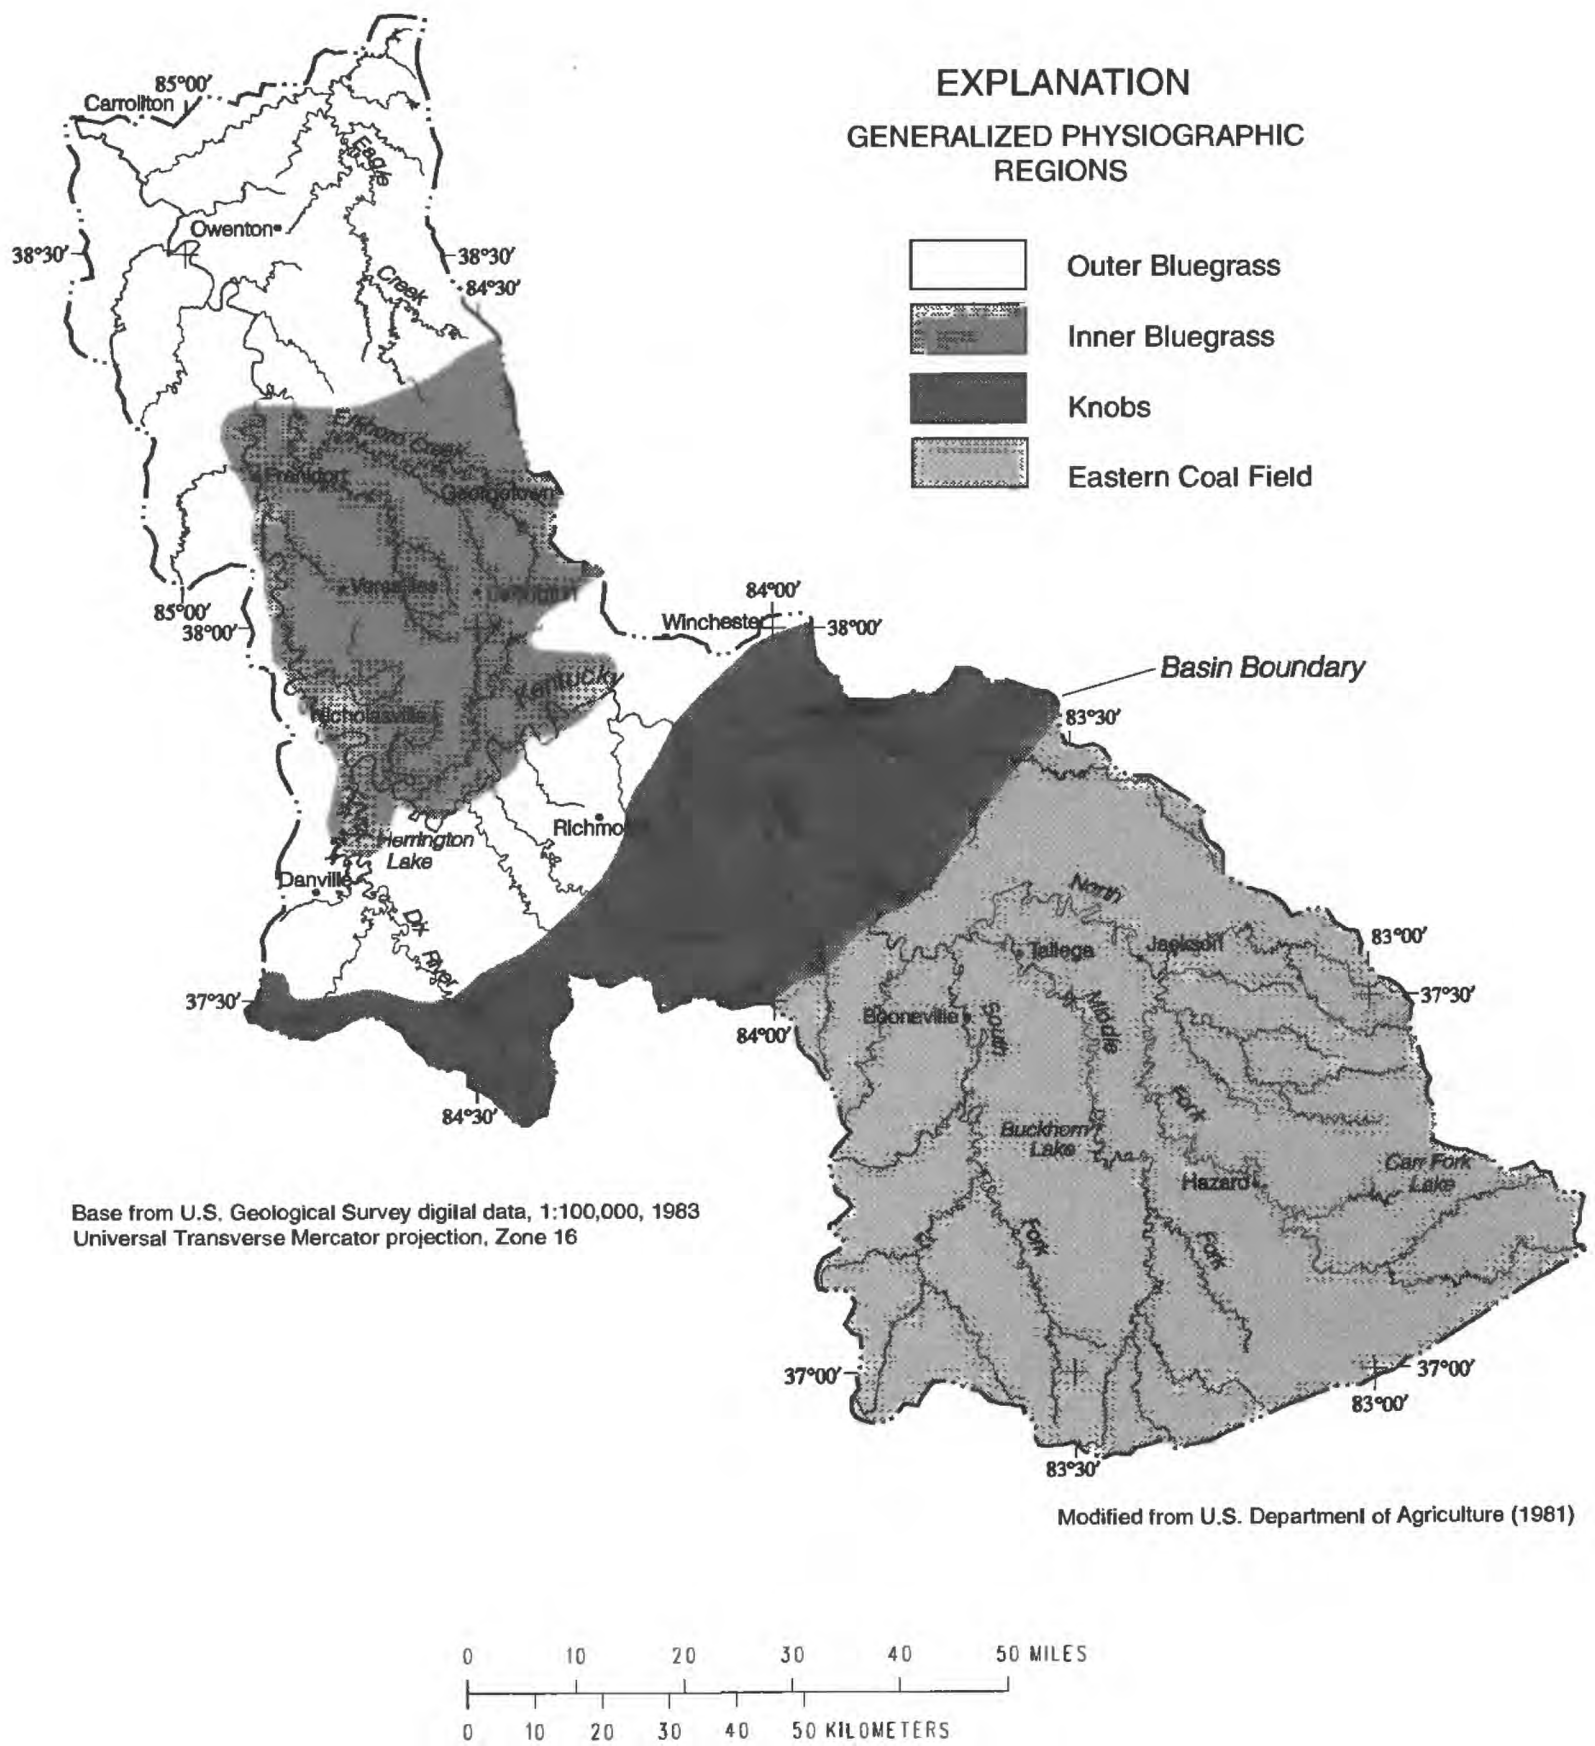 EXPLANATION
GENERALIZED PHYSIOGRAPHIC
REGIONS
Outer Bluegrass
Inner Bluegrass
Knobs
Eastern Coal Field
85°00′
Carrollton
Eagle
Owenton
38°30′
38°30′
Creek
84°30′
Elkhorn Creek
Frankfort
Georgetown
Versailles
Lexington
85°00′
38°00′
84°00′
Winchester
38°00′
Basin Boundary
Kentucky
83°30′
Nicholasville
Richmo
Herrington
Lake
Danville
Dix
River
North
83°00′
Tallega
Jackson
37°30′
37°30′
Booneville
South
Middle
84°00′
84°30′
Fork
Buckhorn
Lake
Carr Fork
Lake
Hazard
Fork
Fork
Base from U.S. Geological Survey digital data, 1:100,000, 1983
Universal Transverse Mercator projection, Zone 16
37°00′
37°00′
83°00′
83°30′
Modified from U.S. Department of Agriculture (1981)
0 10 20 30 40 50 MILES
0 10 20 30 40 50 KILOMETERS